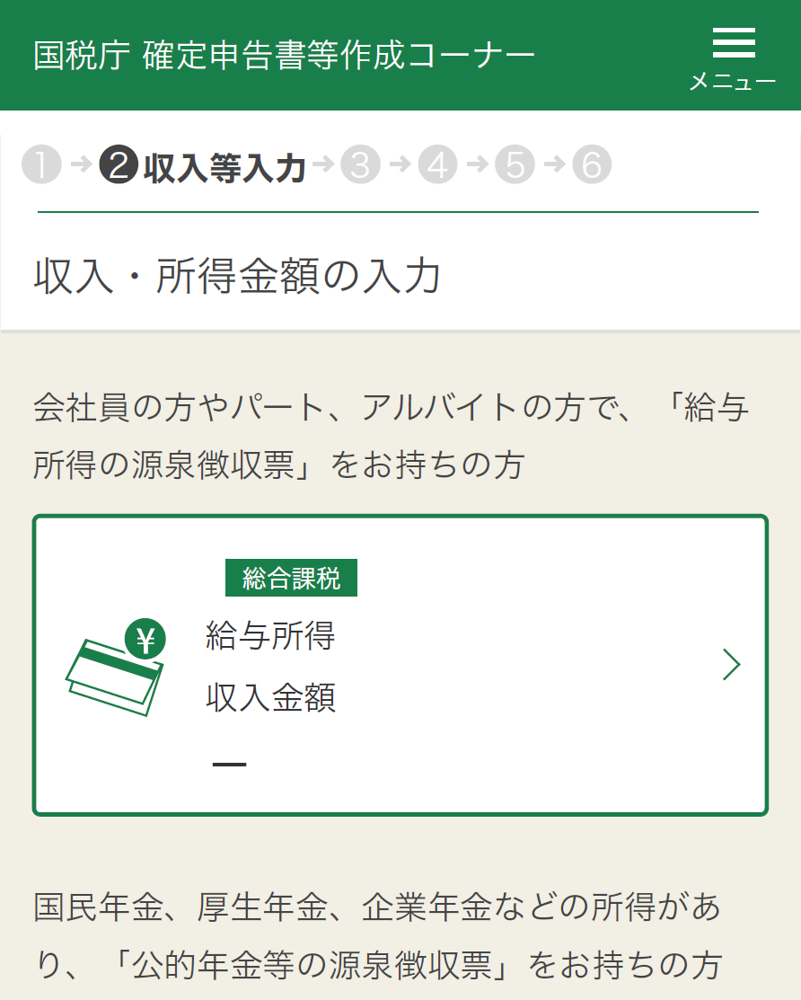 国税庁 確定申告書等作成コーナー
メニュー
1 → 2 収入等入力 → 3 → 4 → 5 → 6
収入・所得金額の入力
会社員の方やパート、アルバイトの方で、「給与
所得の源泉徴収票」をお持ちの方
総合課税
¥
給与所得
収入金額
ー
国民年金、厚生年金、企業年金などの所得があ
り、「公的年金等の源泉徴収票」をお持ちの方